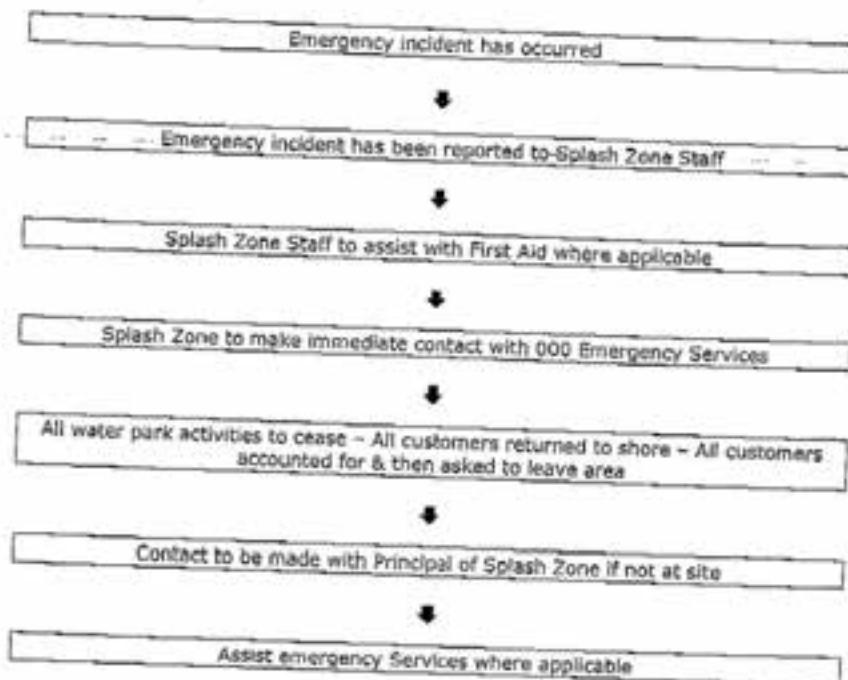 Emergency incident has occurred
Emergency incident has been reported to Splash Zone Staff
Splash Zone Staff to assist with First Aid where applicable
Splash Zone to make immediate contact with 000 Emergency Services
All water park activities to cease – All customers returned to shore – All customers
accounted for & then asked to leave area
Contact to be made with Principal of Splash Zone if not at site
Assist emergency Services where applicable